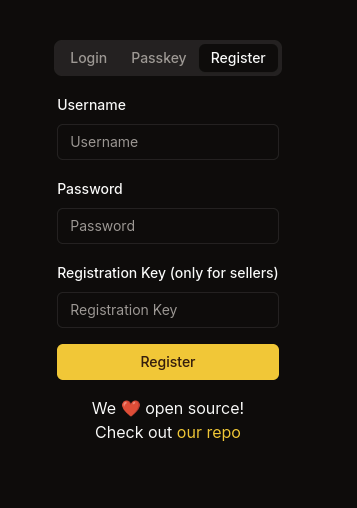 Login Passkey Register
Username
Username
Password
Password
Registration Key (only for sellers)
Registration Key
Register
We ❤️ open source!
Check out our repo